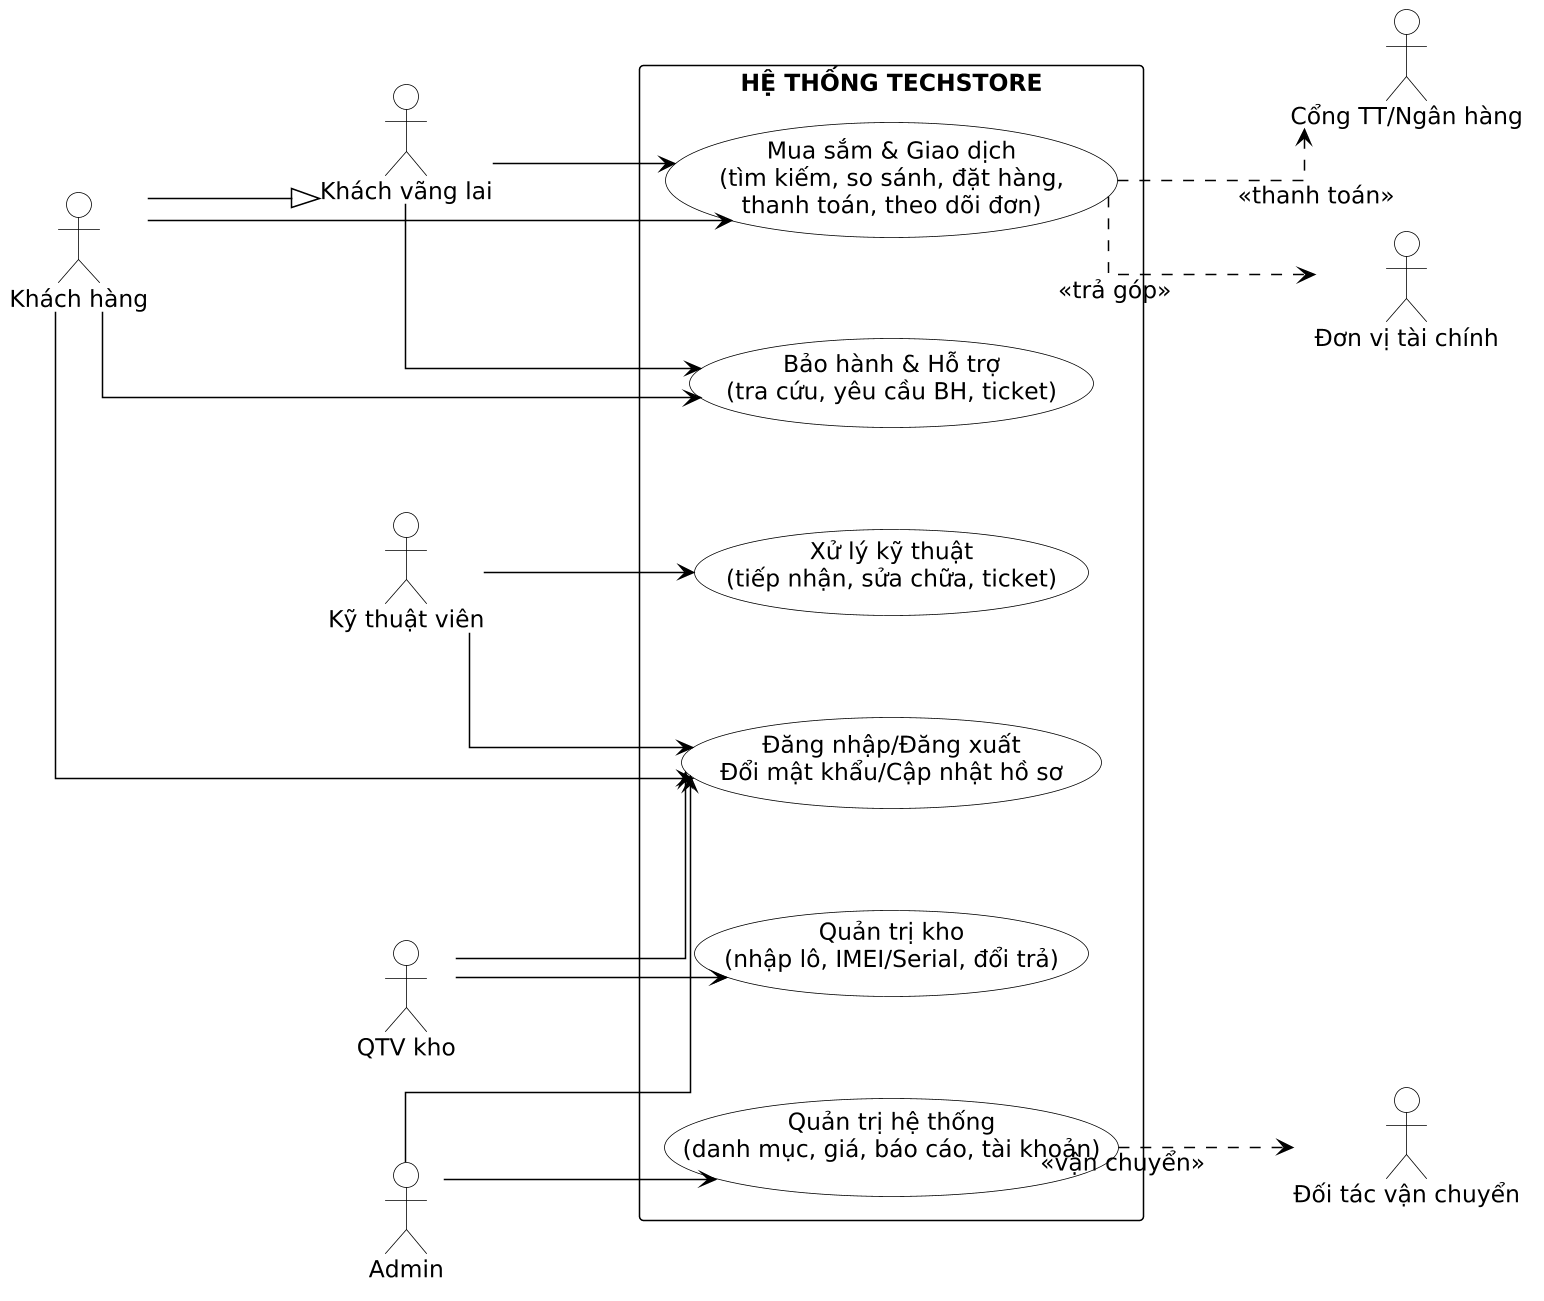 Cổng TT/Ngân hàng
HỆ THỐNG TECHSTORE
Mua sắm & Giao dịch
(tìm kiếm, so sánh, đặt hàng,
thanh toán, theo dõi đơn)
Khách vãng lai
«thanh toán»
Khách hàng
«trả góp»
Đơn vị tài chính
Bảo hành & Hỗ trợ
(tra cứu, yêu cầu BH, ticket)
Xử lý kỹ thuật
(tiếp nhận, sửa chữa, ticket)
Kỹ thuật viên
Đăng nhập/Đăng xuất
Đổi mật khẩu/Cập nhật hồ sơ
Quản trị kho
(nhập lô, IMEI/Serial, đổi trả)
QTV kho
Quản trị hệ thống
(danh mục, giá, báo cáo, tài khoản)
«vận chuyển»
Đối tác vận chuyển
Admin